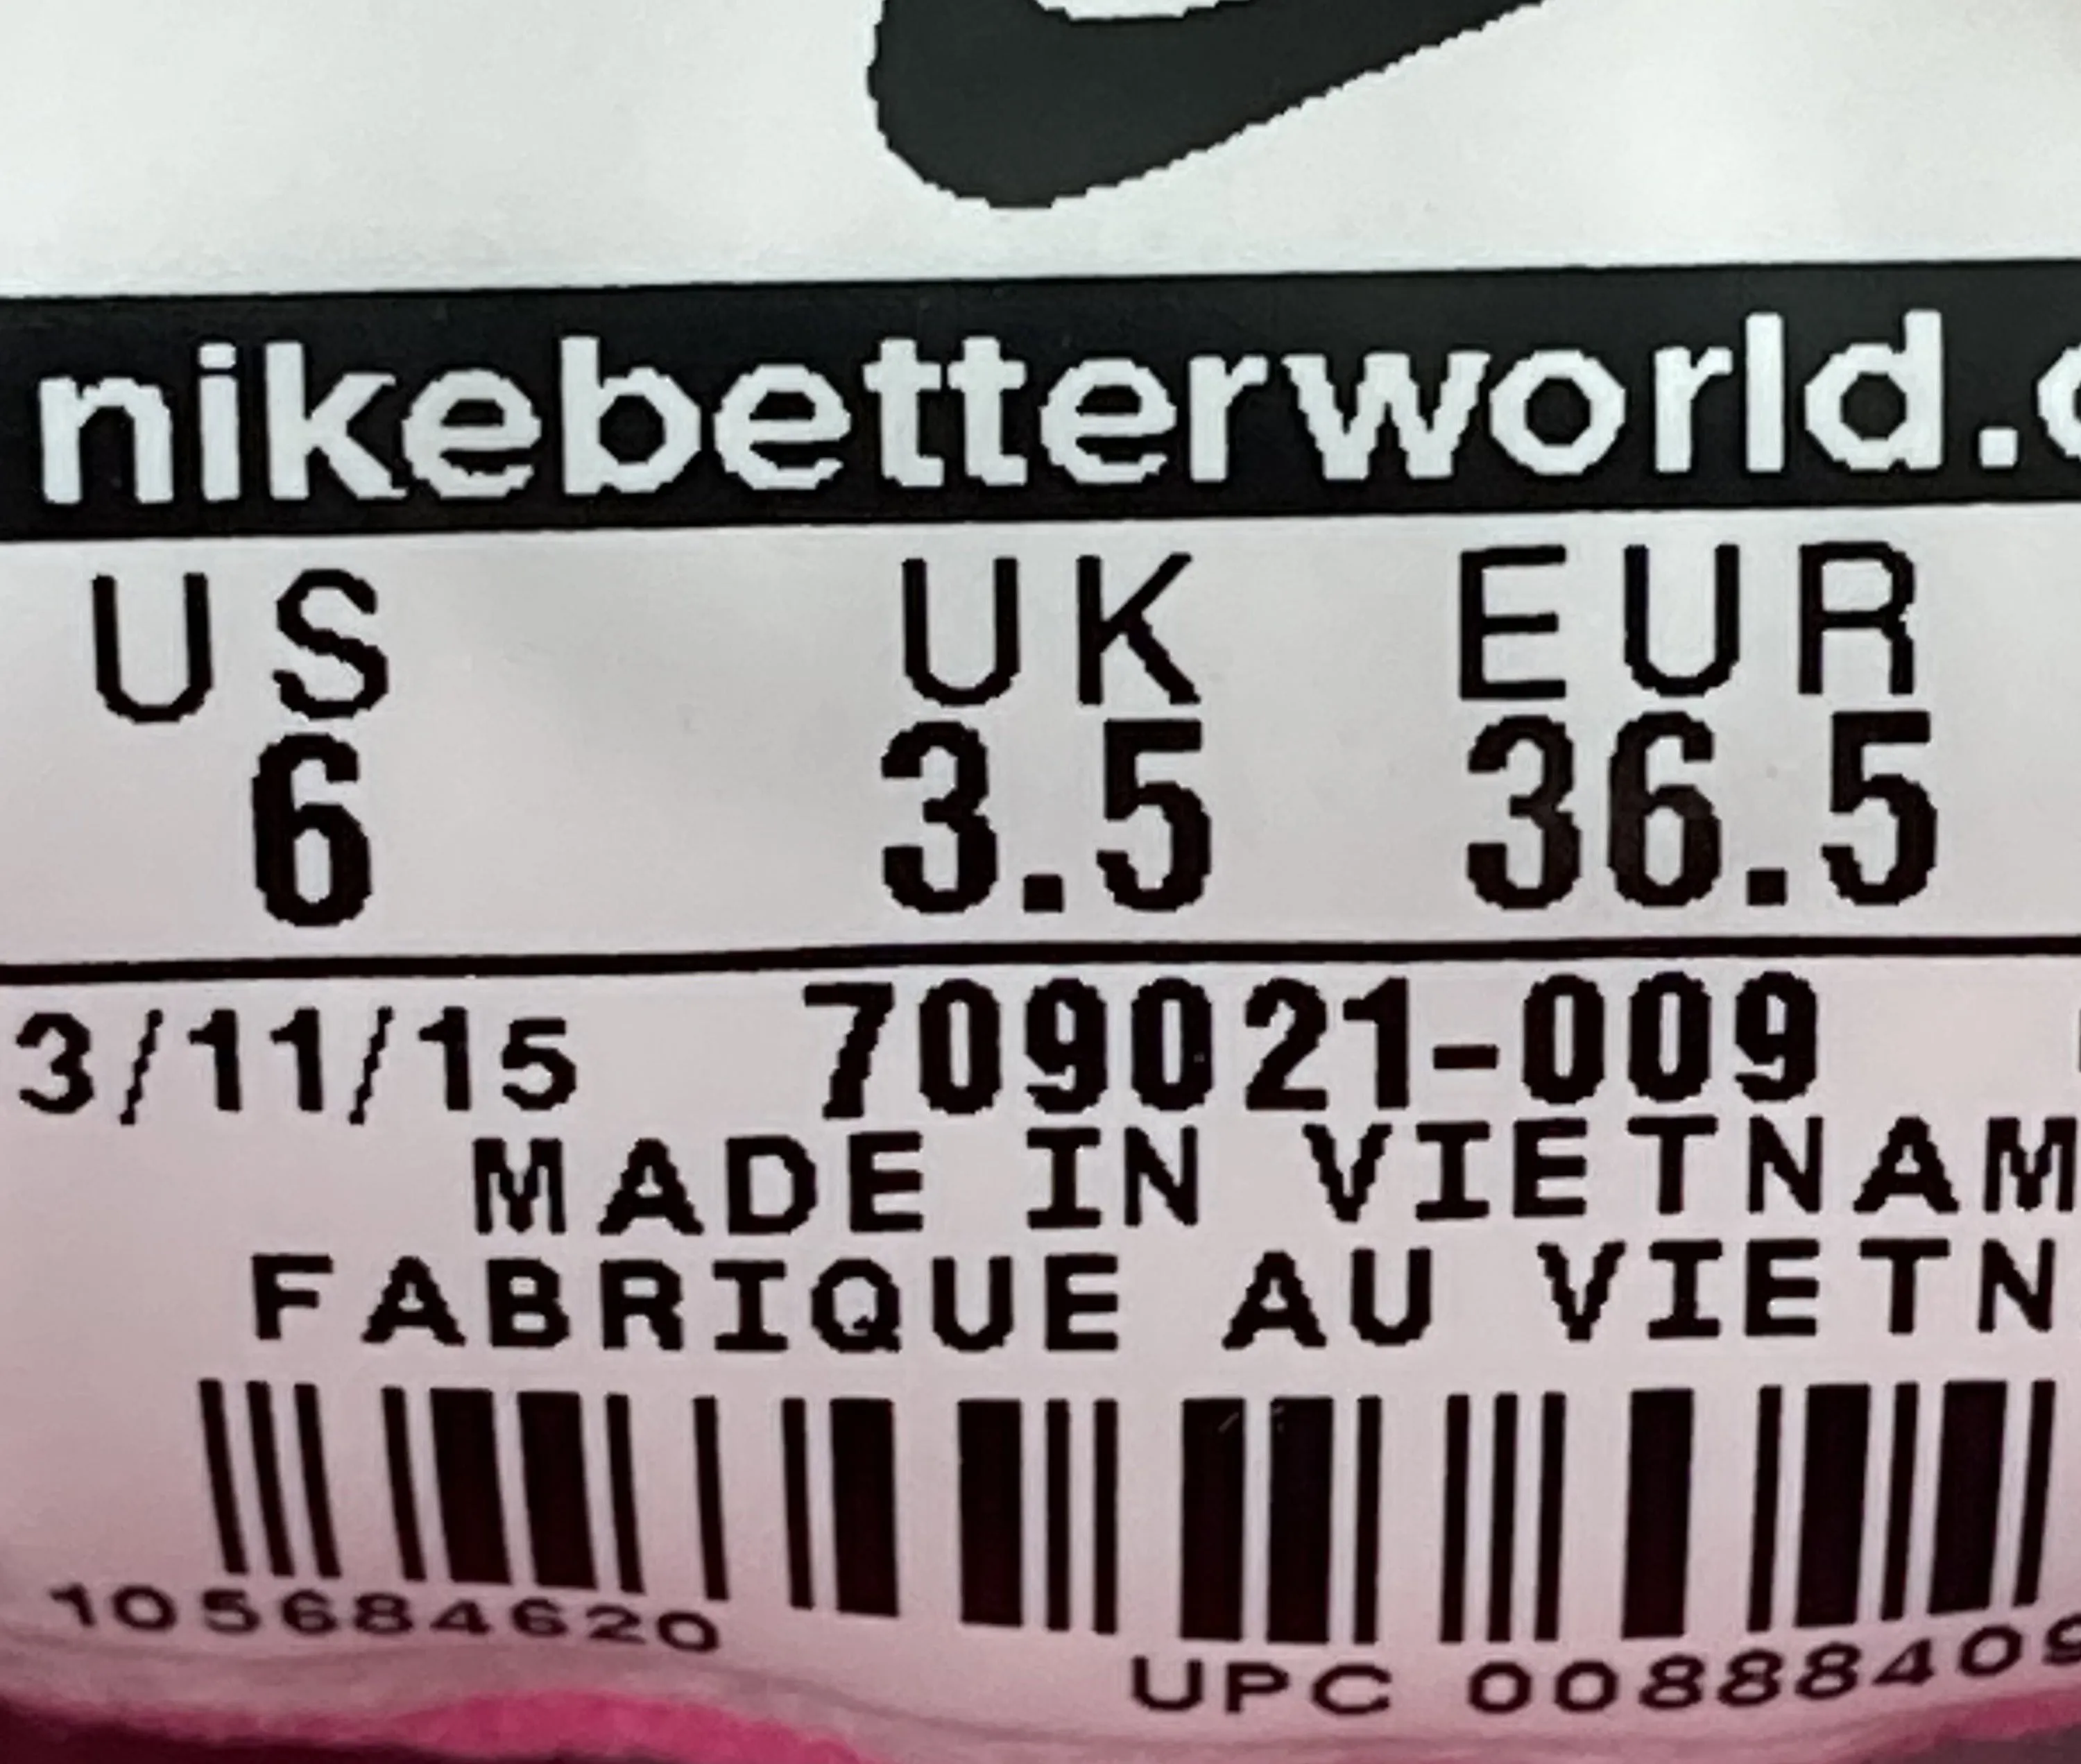 nikebetterworld.c
US UK EUR
6 3.5 36.5
3/11/15 709021-009
MADE IN VIETNAM
FABRIQUE AU VIETN
105684620
UPC 00888409